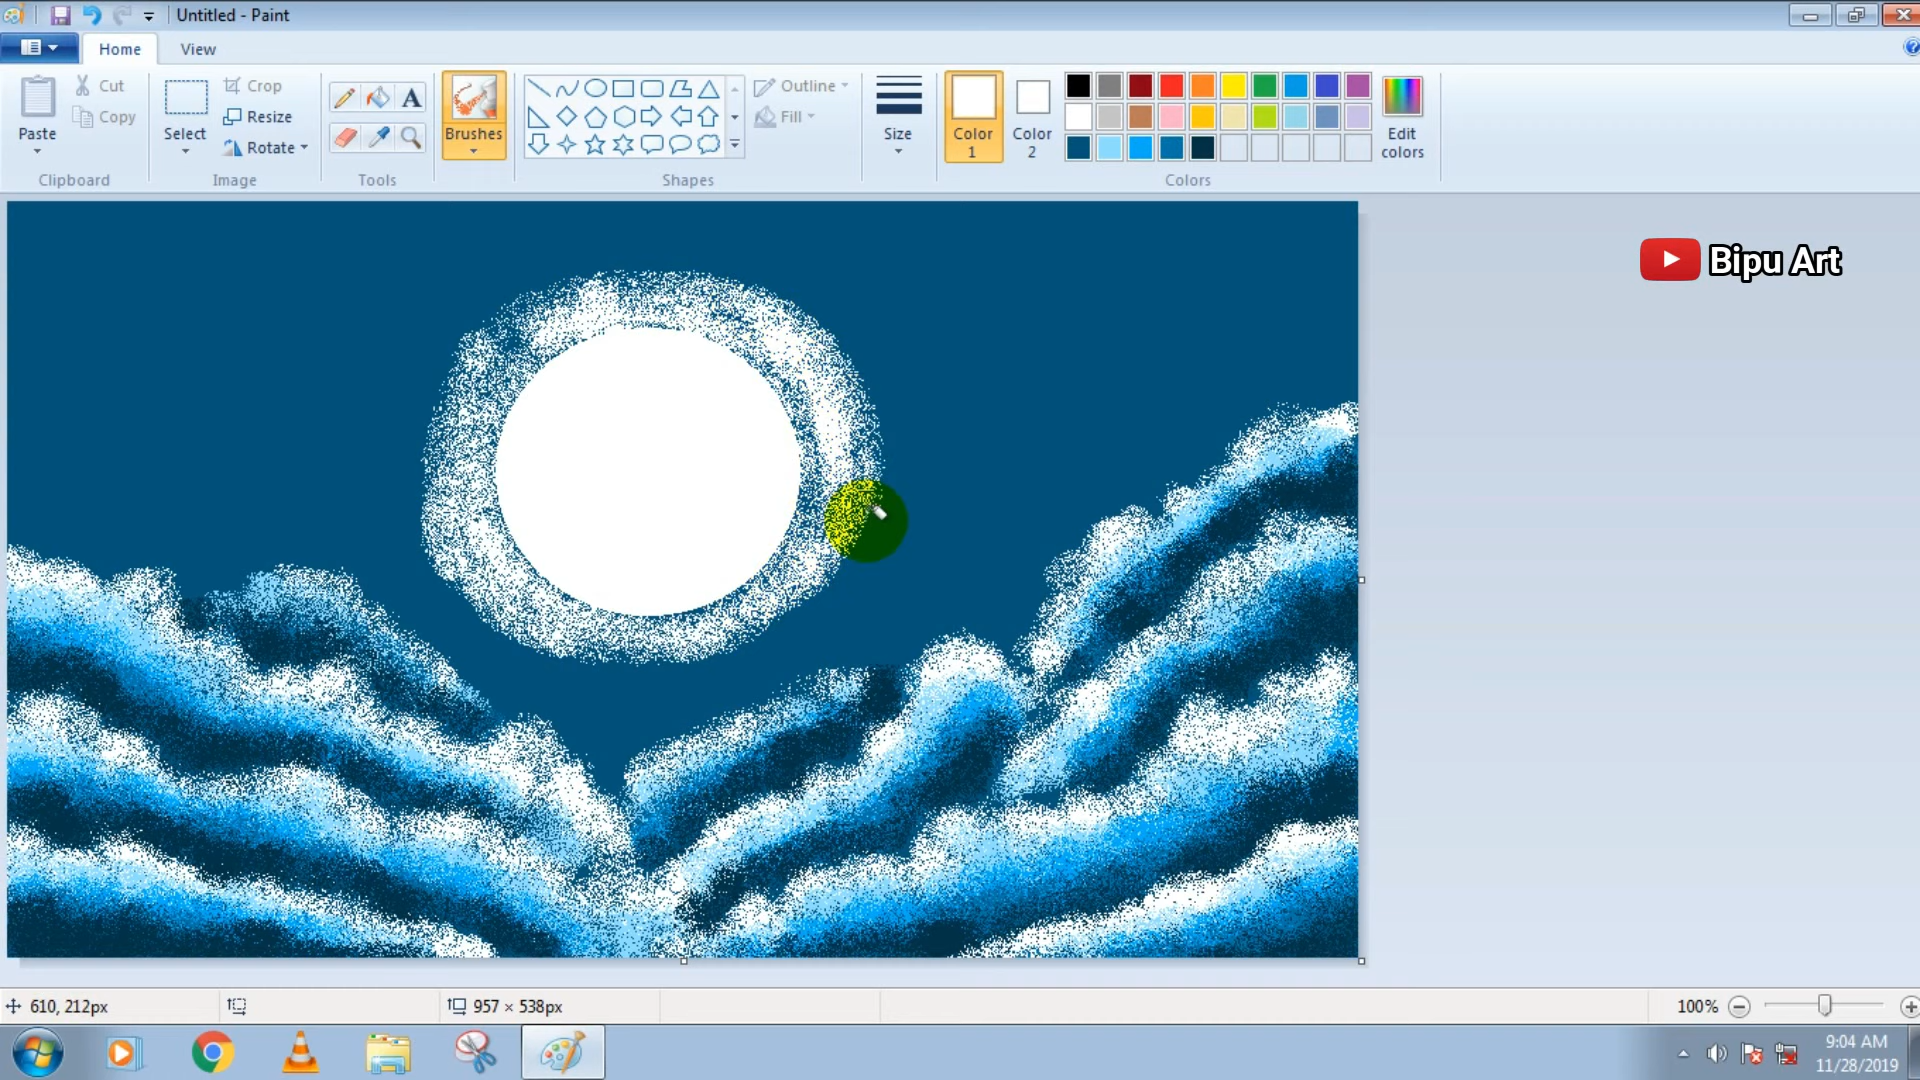 Untitled - Paint
Home View
Paste
Cut
Copy
Clipboard
Select
Crop
Resize
Rotate
Image
A
Tools
Brushes
Outline
Fill
Shapes
Size
Color
1
Color
2
Edit
colors
Colors
Bipu Art
610, 212px
957 × 538px
100%
9:04 AM
11/28/2019